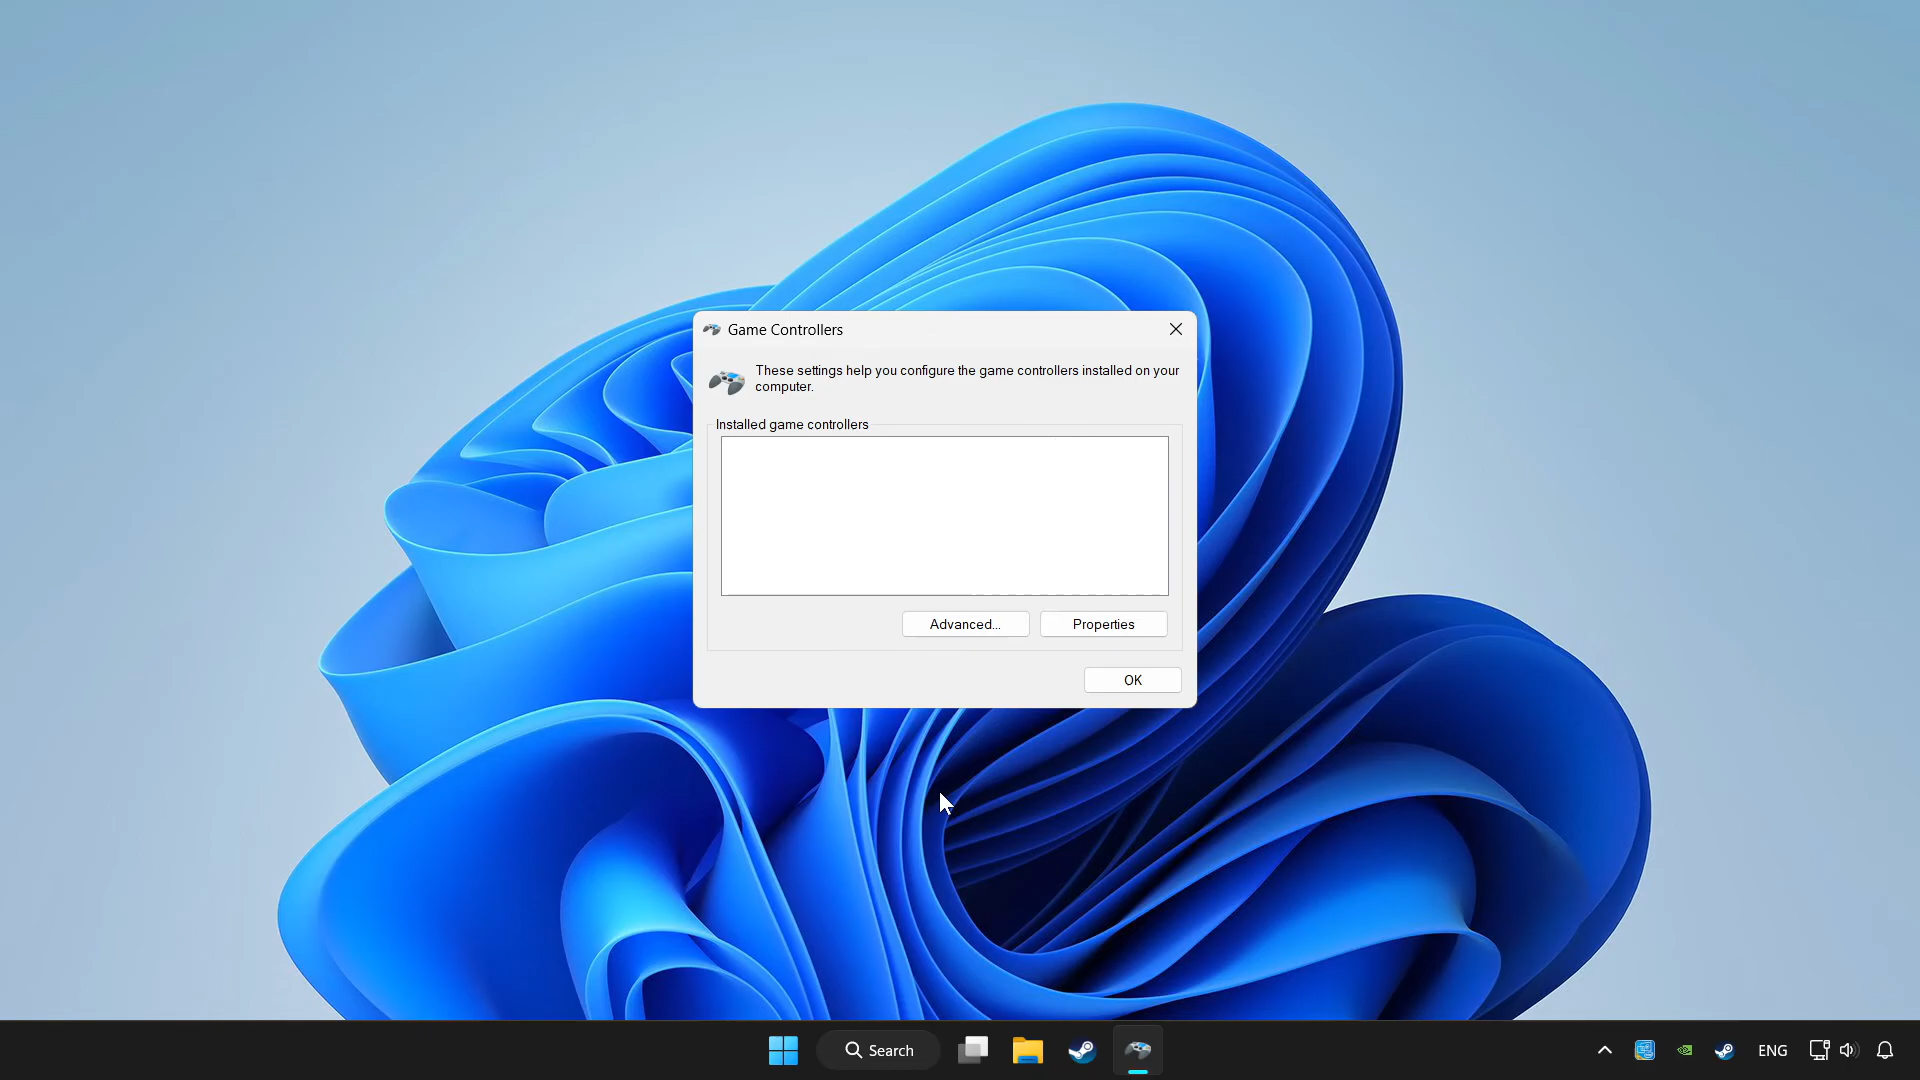 Game Controllers
These settings help you configure the game controllers installed on your
computer.
Installed game controllers
Advanced...
Properties
OK
Search
ENG